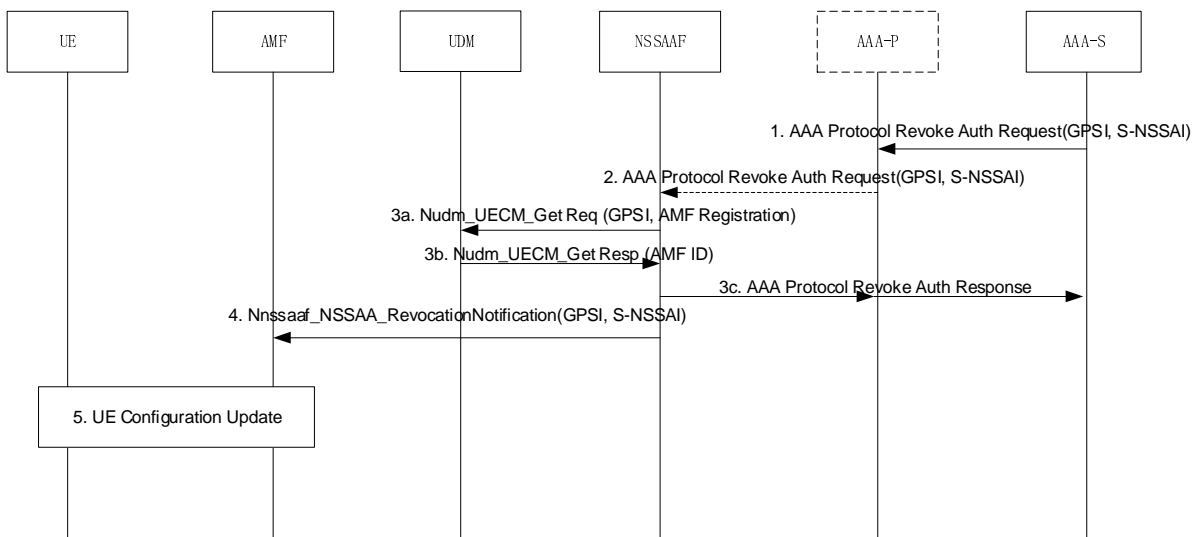 UE
AMF
UDM
NSSAAF
AAA-P
AAA-S
1. AAA Protocol Revoke Auth Request(GPSI, S-NSSAI)
2. AAA Protocol Revoke Auth Request(GPSI, S-NSSAI)
3a. Nudm_UECM_Get Req (GPSI, AMF Registration)
3b. Nudm_UECM_Get Resp (AMF ID)
3c. AAA Protocol Revoke Auth Response
4. Nnssaaf_NSSAA_RevocationNotification(GPSI, S-NSSAI)
5. UE Configuration Update